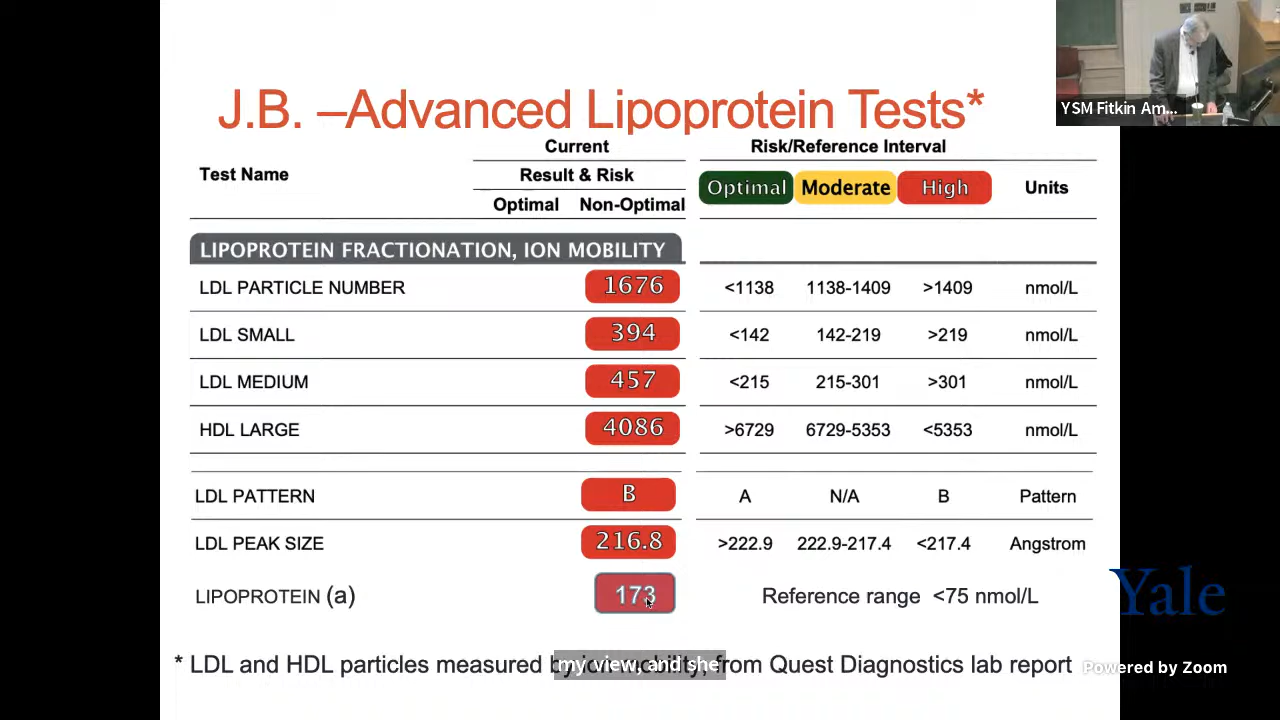 YSM Fitkin Am...
J.B. –Advanced Lipoprotein Tests*
Current
Risk/Reference Interval
Test Name
Result & Risk
Optimal Moderate High Units
Optimal Non-Optimal
LIPOPROTEIN FRACTIONATION, ION MOBILITY
LDL PARTICLE NUMBER 1676 <1138 1138-1409 >1409 nmol/L
LDL SMALL 394 <142 142-219 >219 nmol/L
LDL MEDIUM 457 <215 215-301 >301 nmol/L
HDL LARGE 4086 >6729 6729-5353 <5353 nmol/L
LDL PATTERN B A N/A B Pattern
LDL PEAK SIZE 216.8 >222.9 222.9-217.4 <217.4 Angstrom
LIPOPROTEIN (a) 173 Reference range <75 nmol/L
Yale
* LDL and HDL particles measured by ion mobility, from Quest Diagnostics lab report
my view, and she
Powered by Zoom